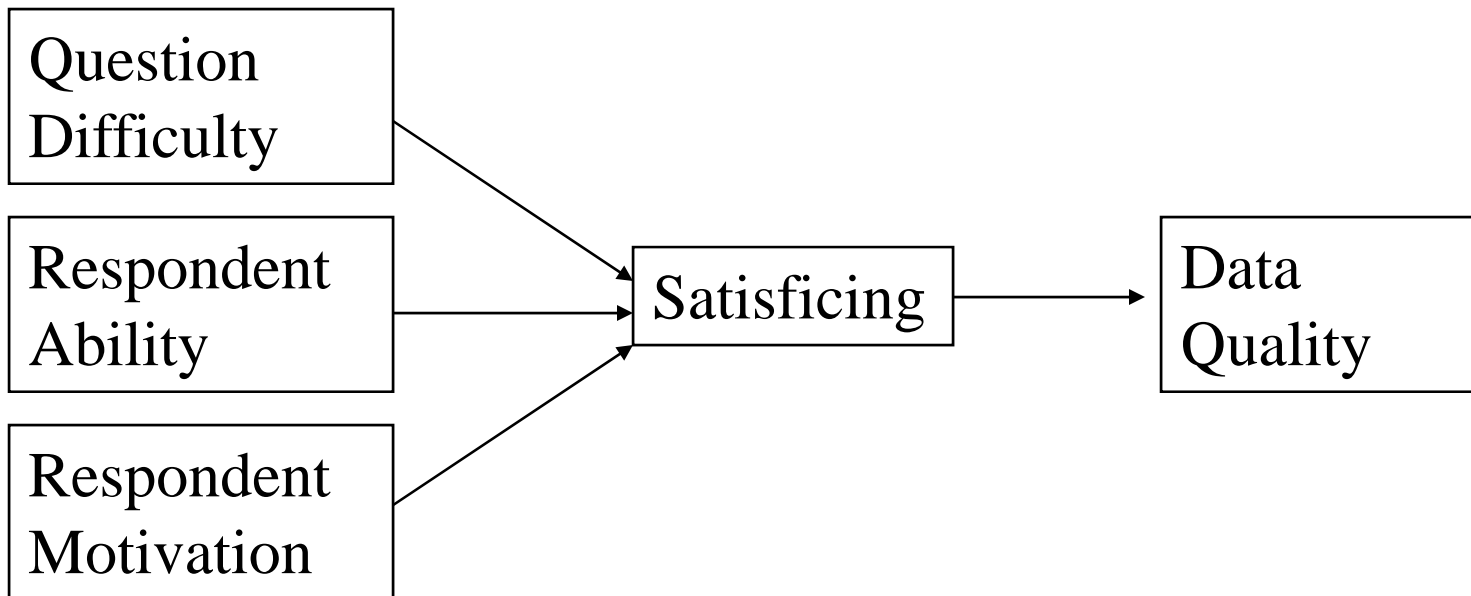 Question
Difficulty
Respondent
Ability
Respondent
Motivation
Satisficing
Data
Quality